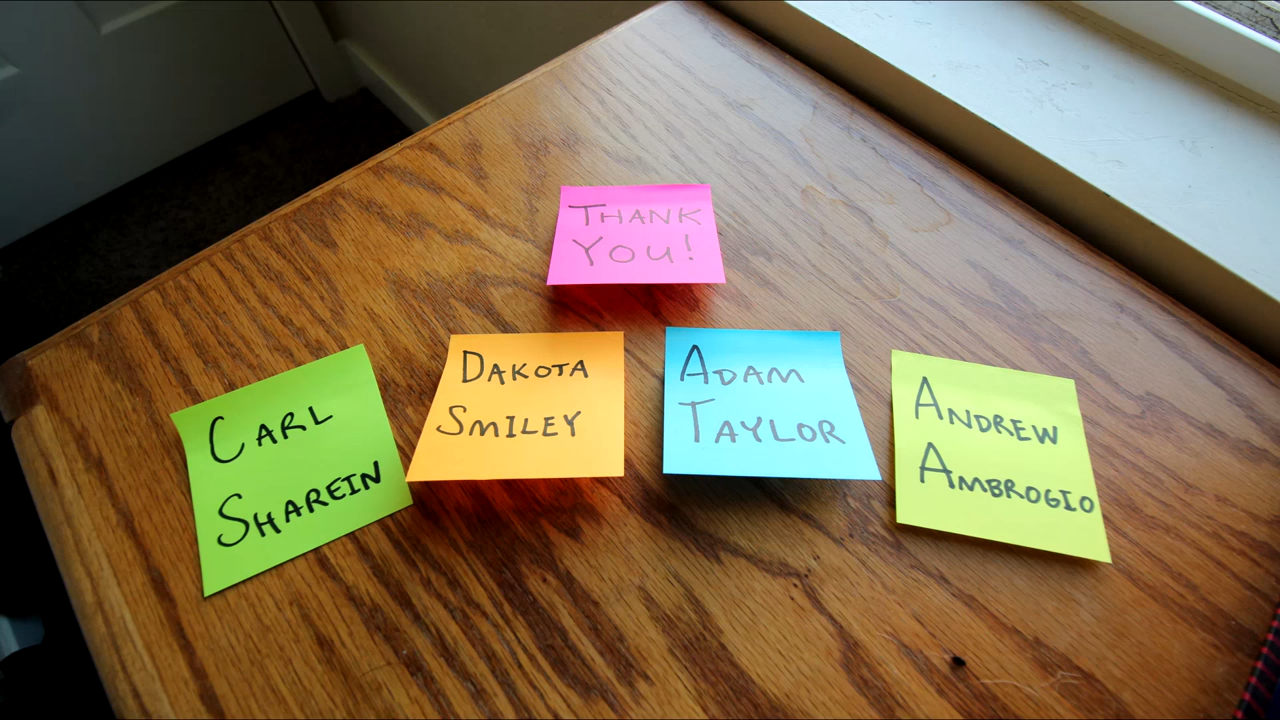 THANK
YOU!
CARL
SHAREIN
DAKOTA
SMILEY
ADAM
TAYLOR
ANDREW
AMBROGIO